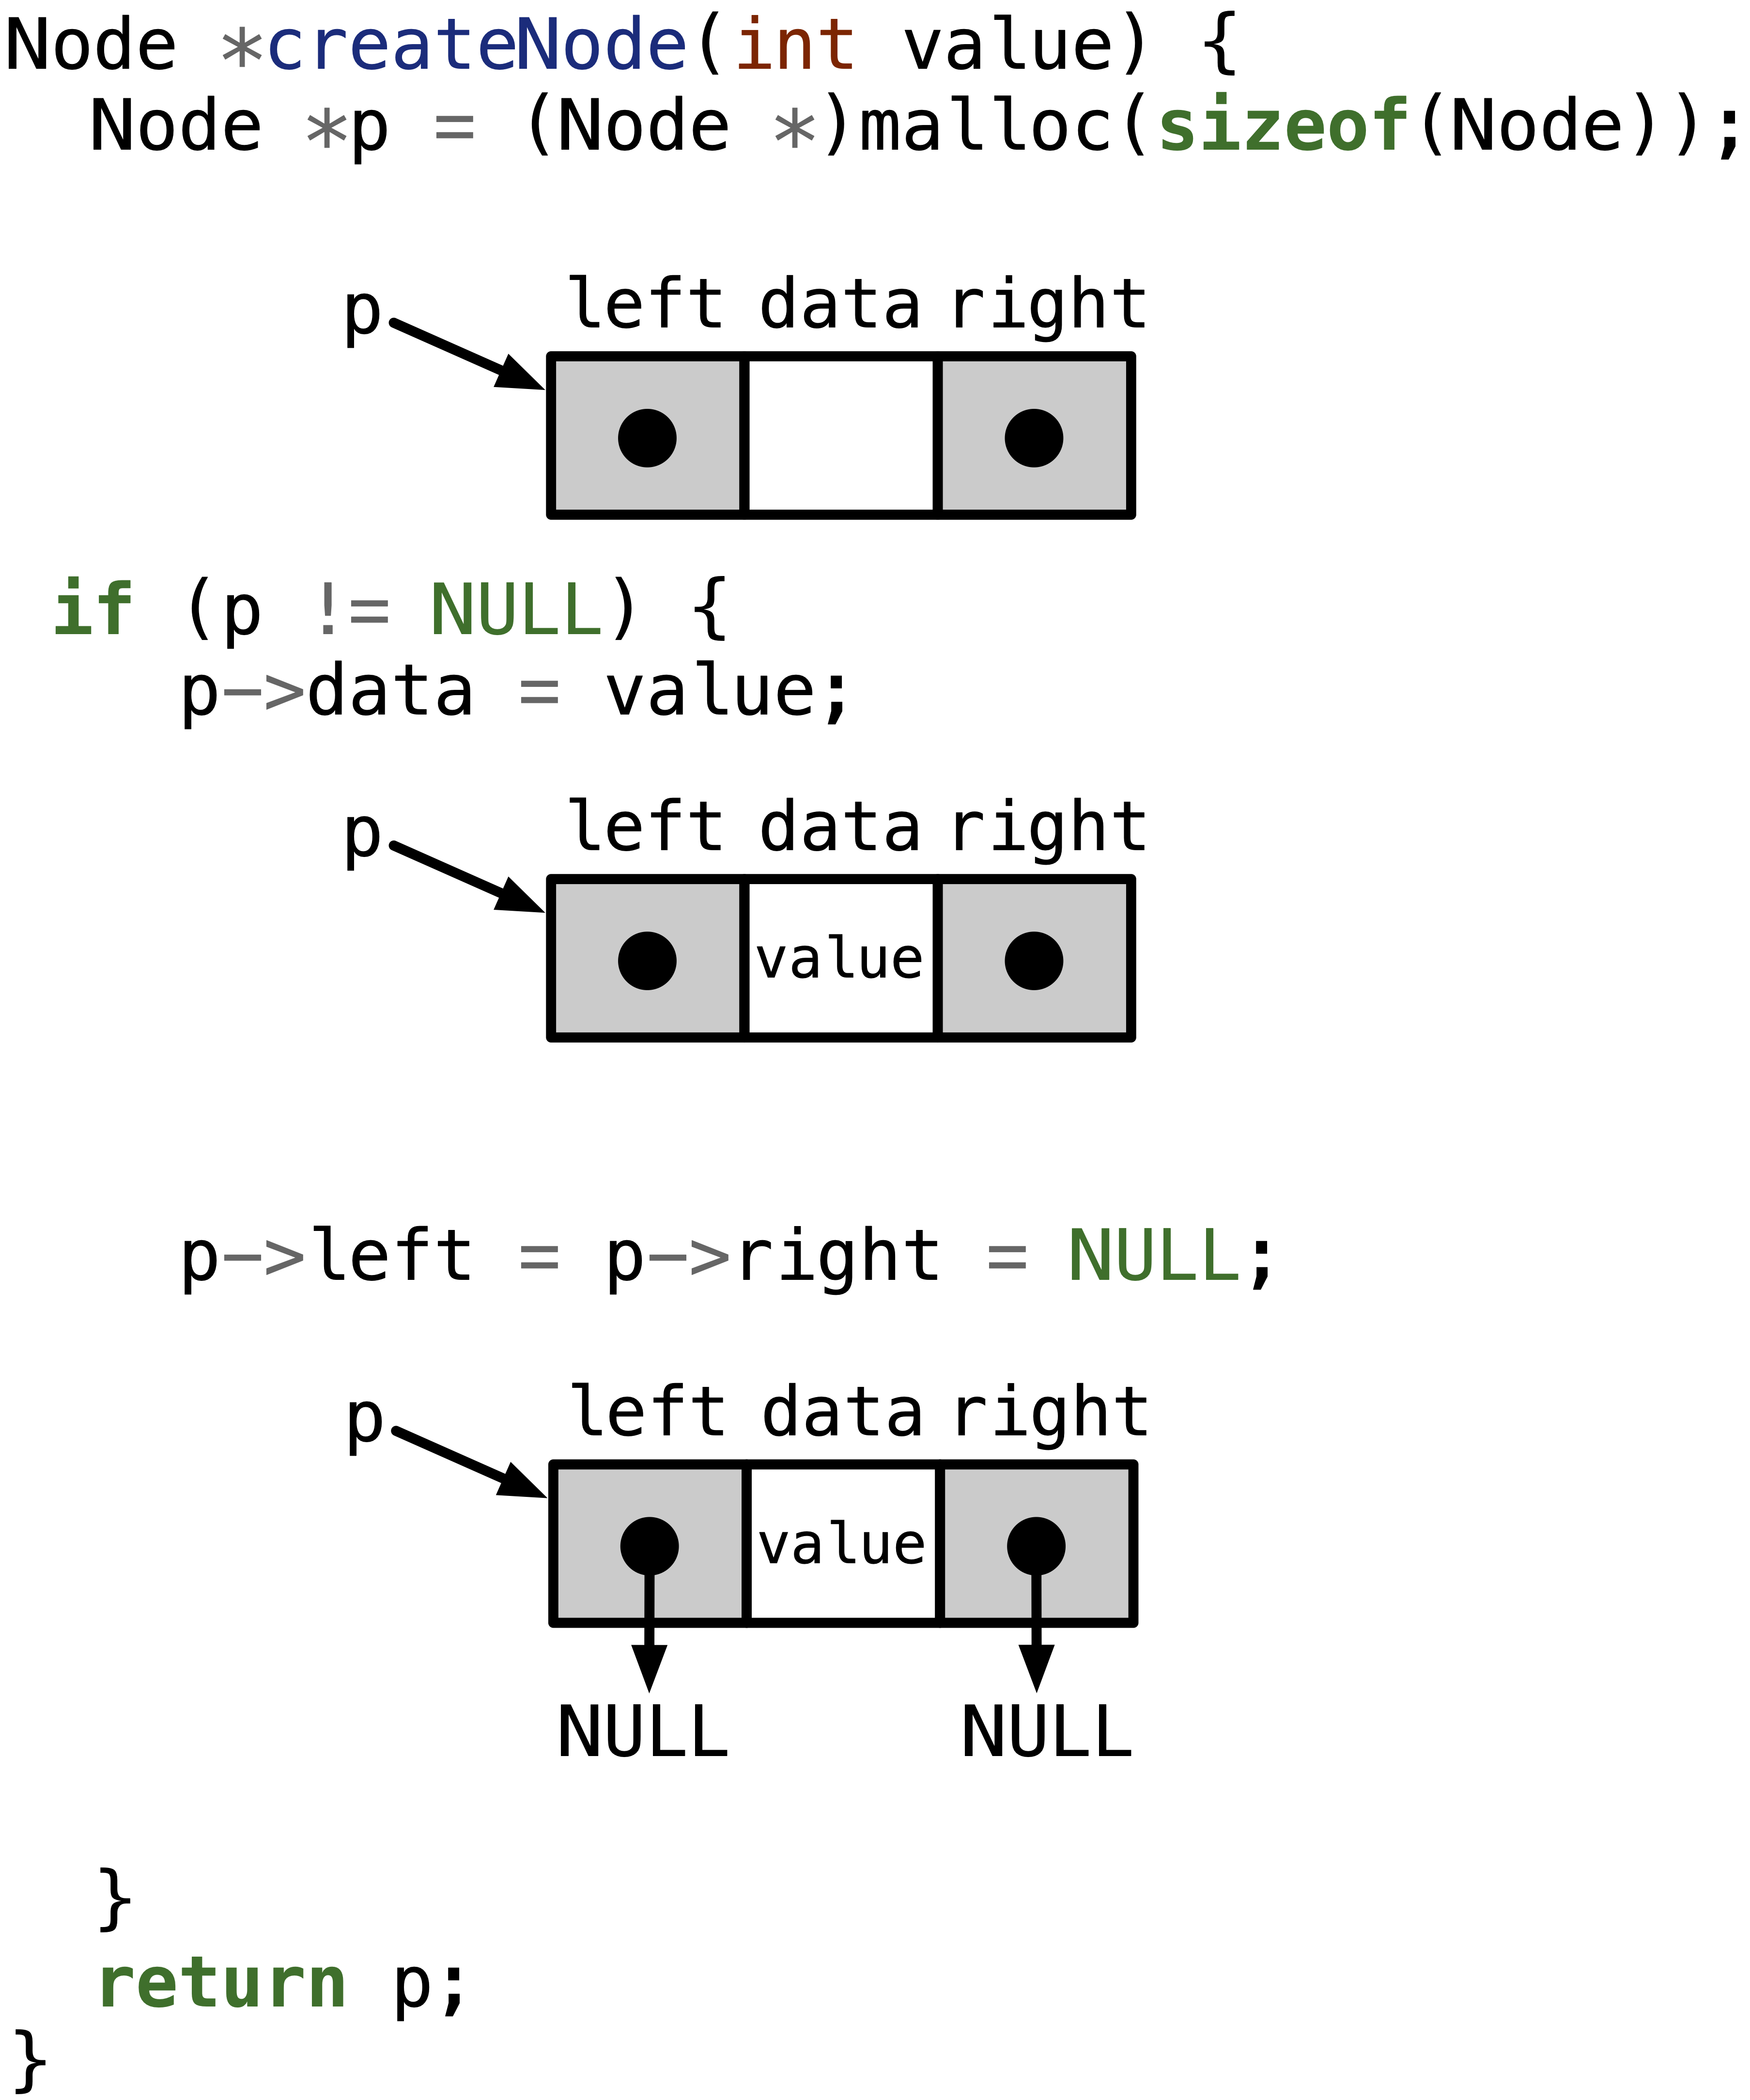 Node *createNode(int value) {
Node *p = (Node *)malloc(sizeof(Node));
p left data right
if (p != NULL) {
p->data = value;
p left data right
value
p->left = p->right = NULL;
p left data right
value
NULL NULL
}
return p;
}